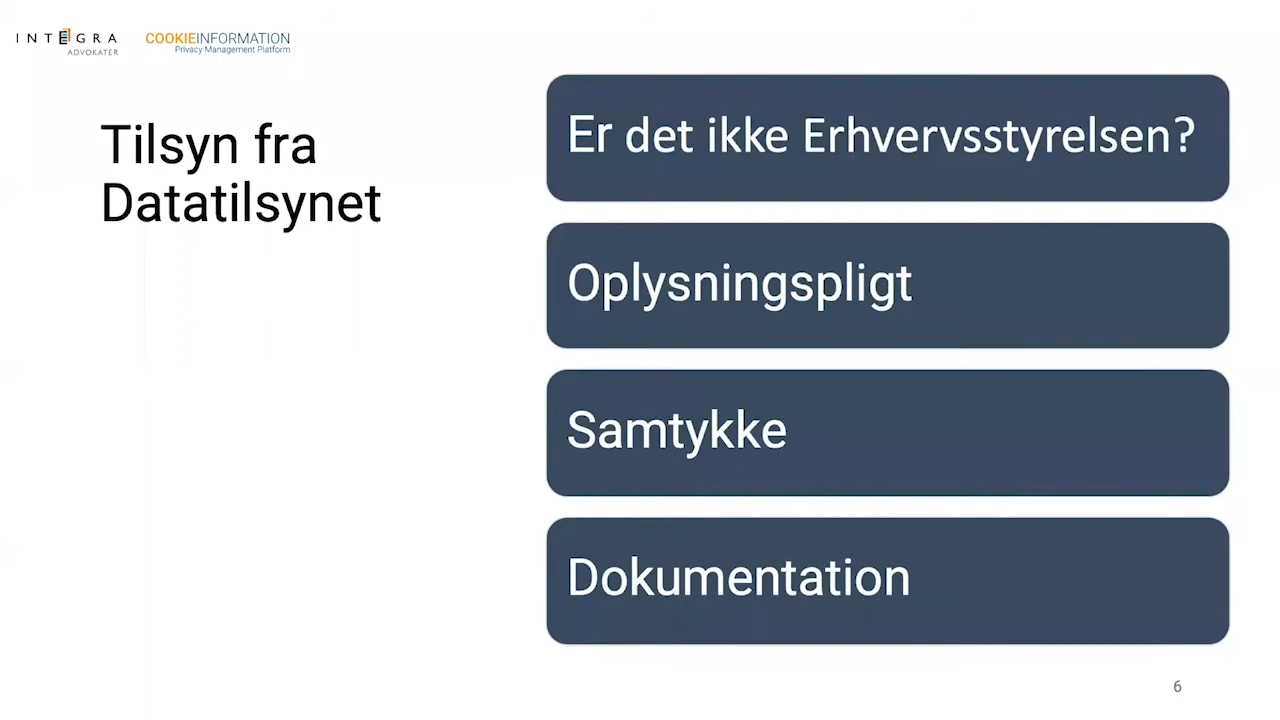 INTEGRA
ADVOKATER
COOKIEINFORMATION
Privacy Management Platform
Tilsyn fra
Datatilsynet
Er det ikke Erhvervsstyrelsen?
Oplysningspligt
Samtykke
Dokumentation
6